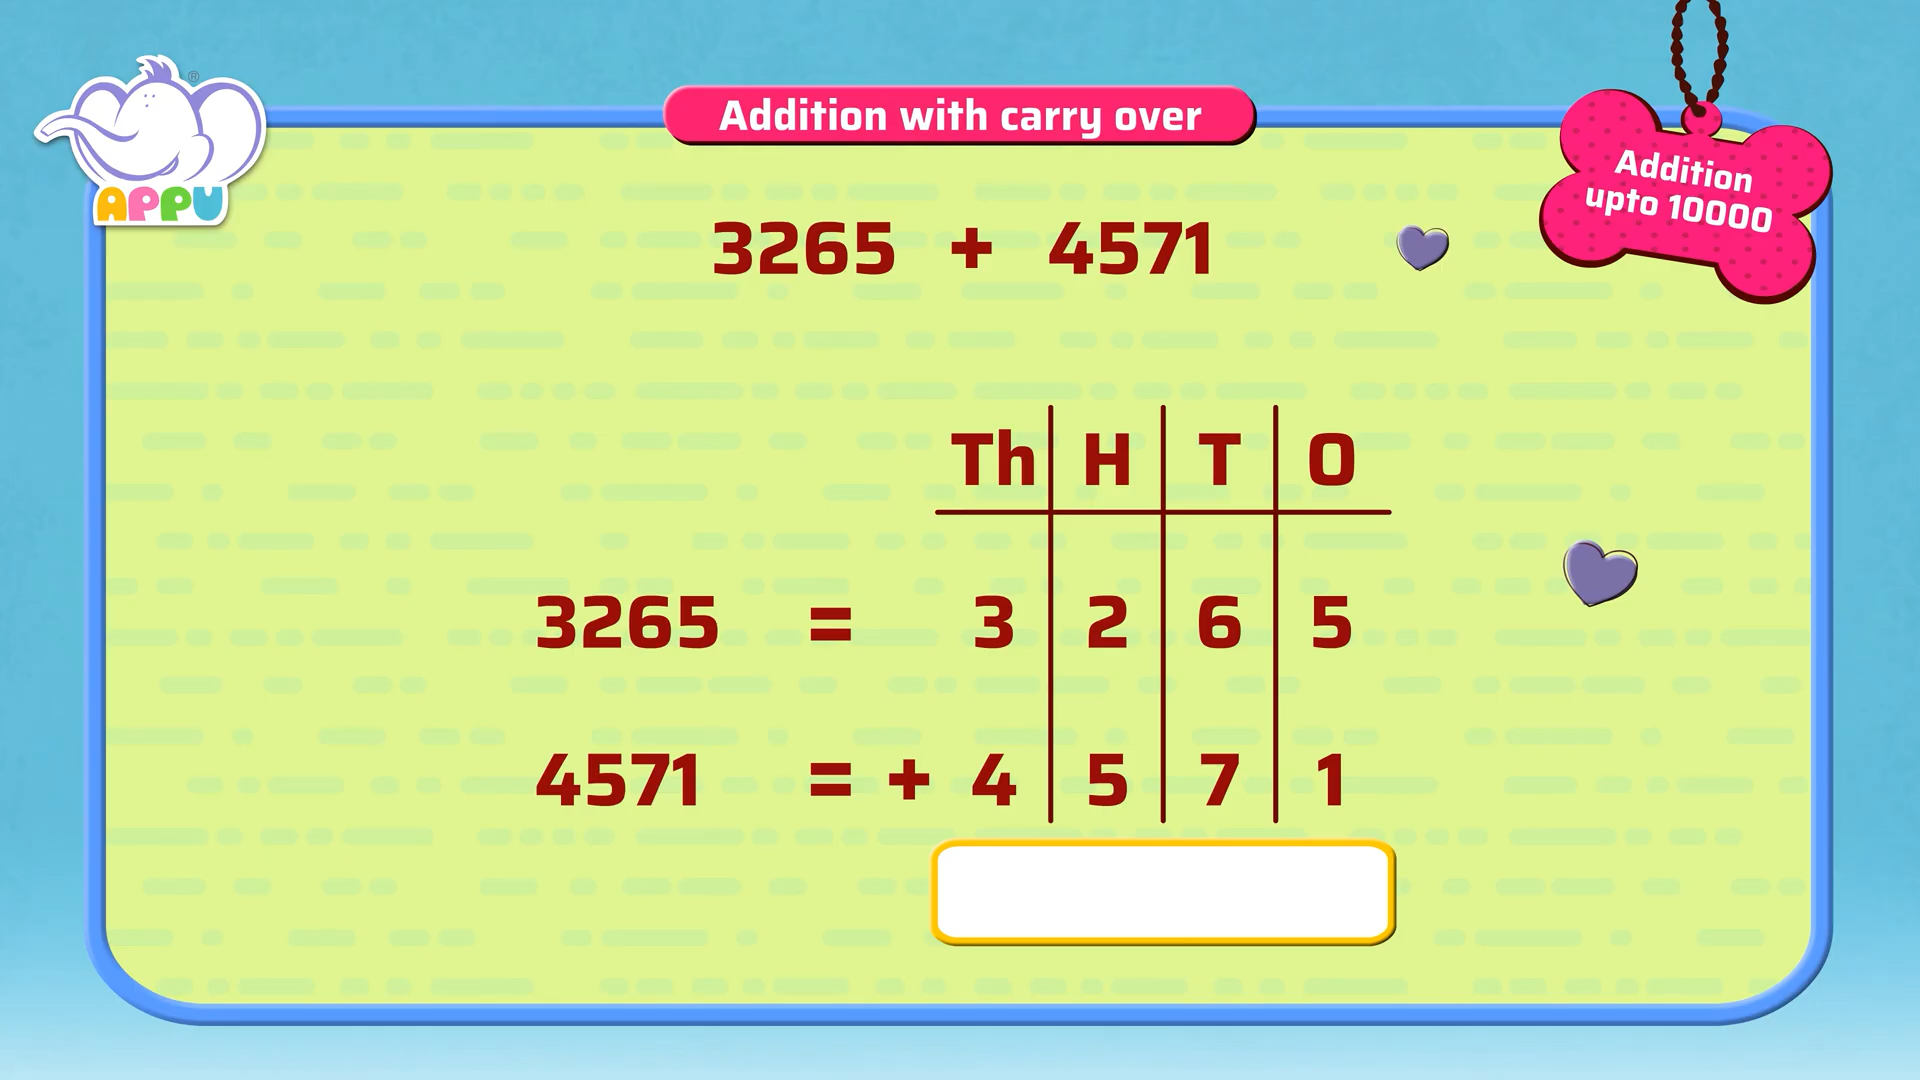 ®
APPU
Addition with carry over
Addition
upto 10000
3265 + 4571
Th H T O
3265 = 3 2 6 5
4571 = + 4 5 7 1